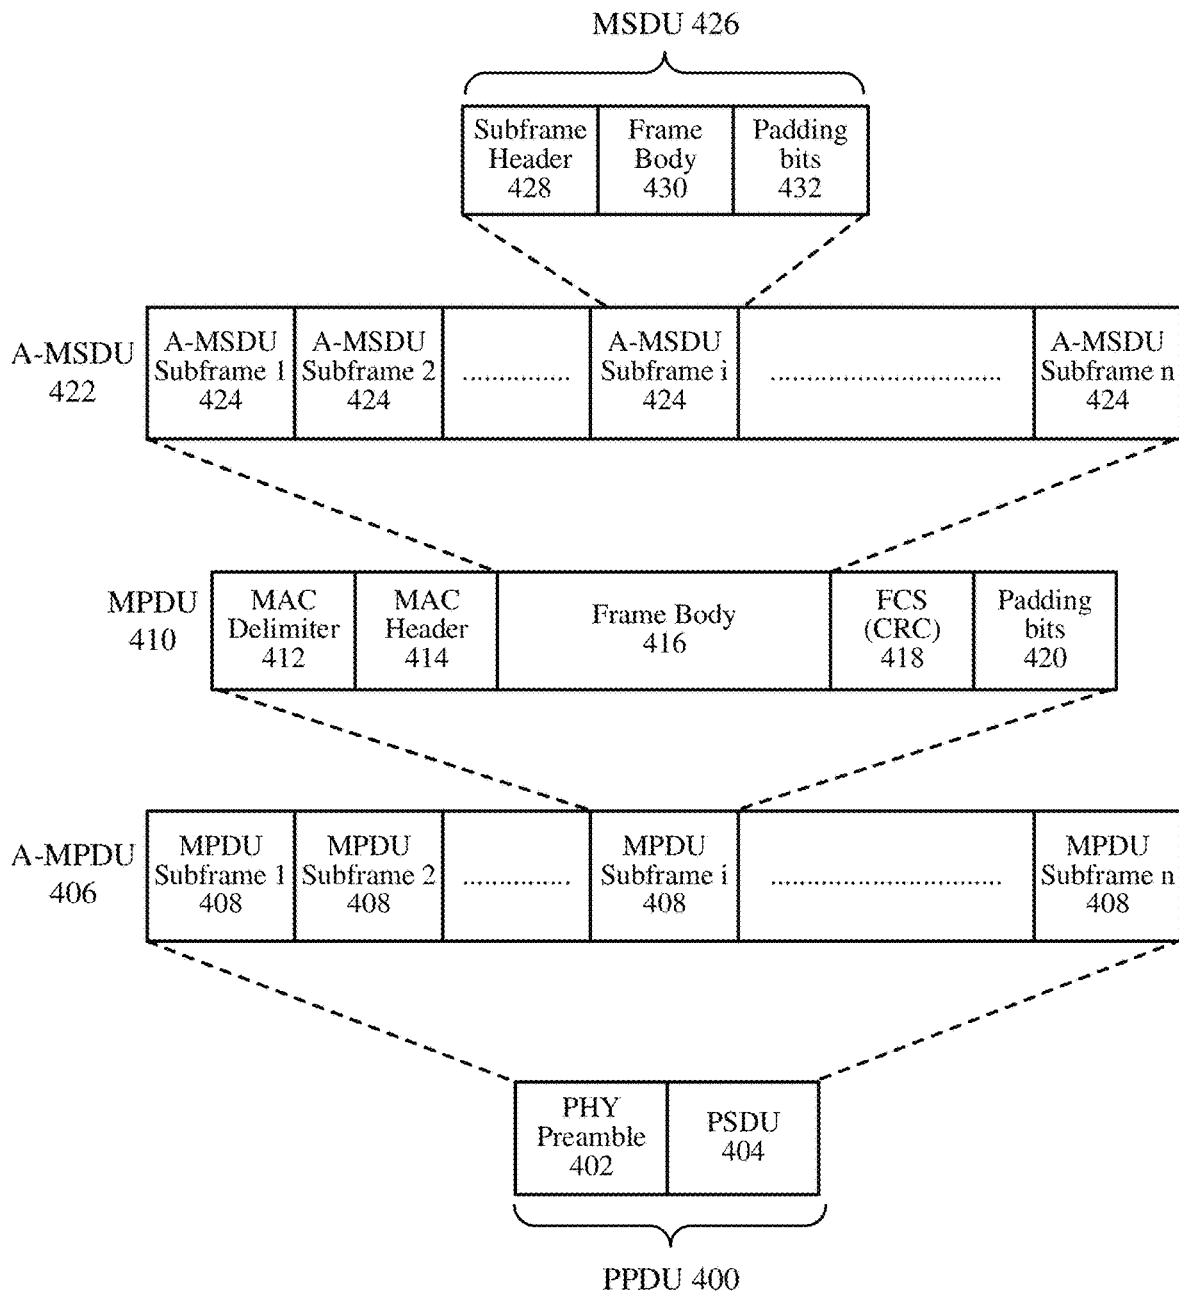 MSDU 426
Subframe Header 428
Frame Body 430
Padding bits 432
A-MSDU 422
A-MSDU Subframe 1 424
A-MSDU Subframe 2 424
..............
A-MSDU Subframe i 424
..............................
A-MSDU Subframe n 424
MPDU 410
MAC Delimiter 412
MAC Header 414
Frame Body 416
FCS (CRC) 418
Padding bits 420
A-MPDU 406
MPDU Subframe 1 408
MPDU Subframe 2 408
..............
MPDU Subframe i 408
..............................
MPDU Subframe n 408
PHY Preamble 402
PSDU 404
PPDU 400